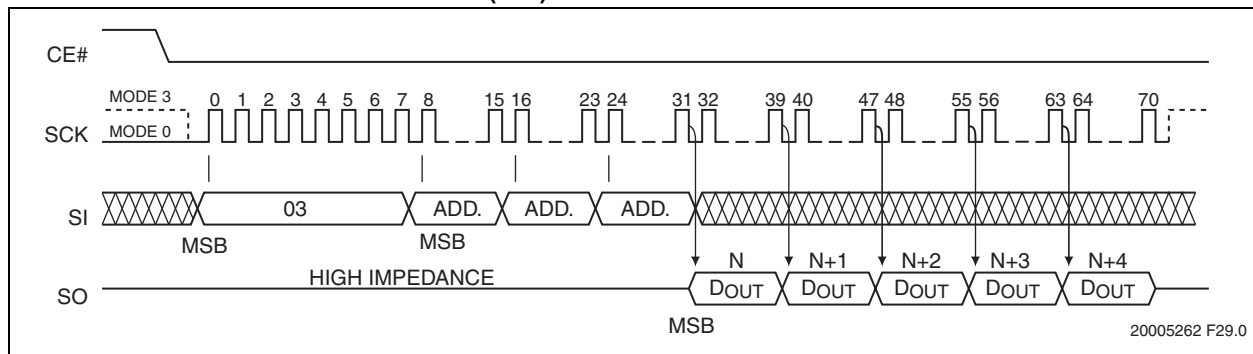 CE#
MODE 3
0 1 2 3 4 5 6 7 8 15 16 23 24 31 32 39 40 47 48 55 56 63 64 70
SCK
MODE 0
03 ADD. ADD. ADD.
SI
MSB MSB
N N+1 N+2 N+3 N+4
HIGH IMPEDANCE
DOUT DOUT DOUT DOUT DOUT
SO
MSB
20005262 F29.0